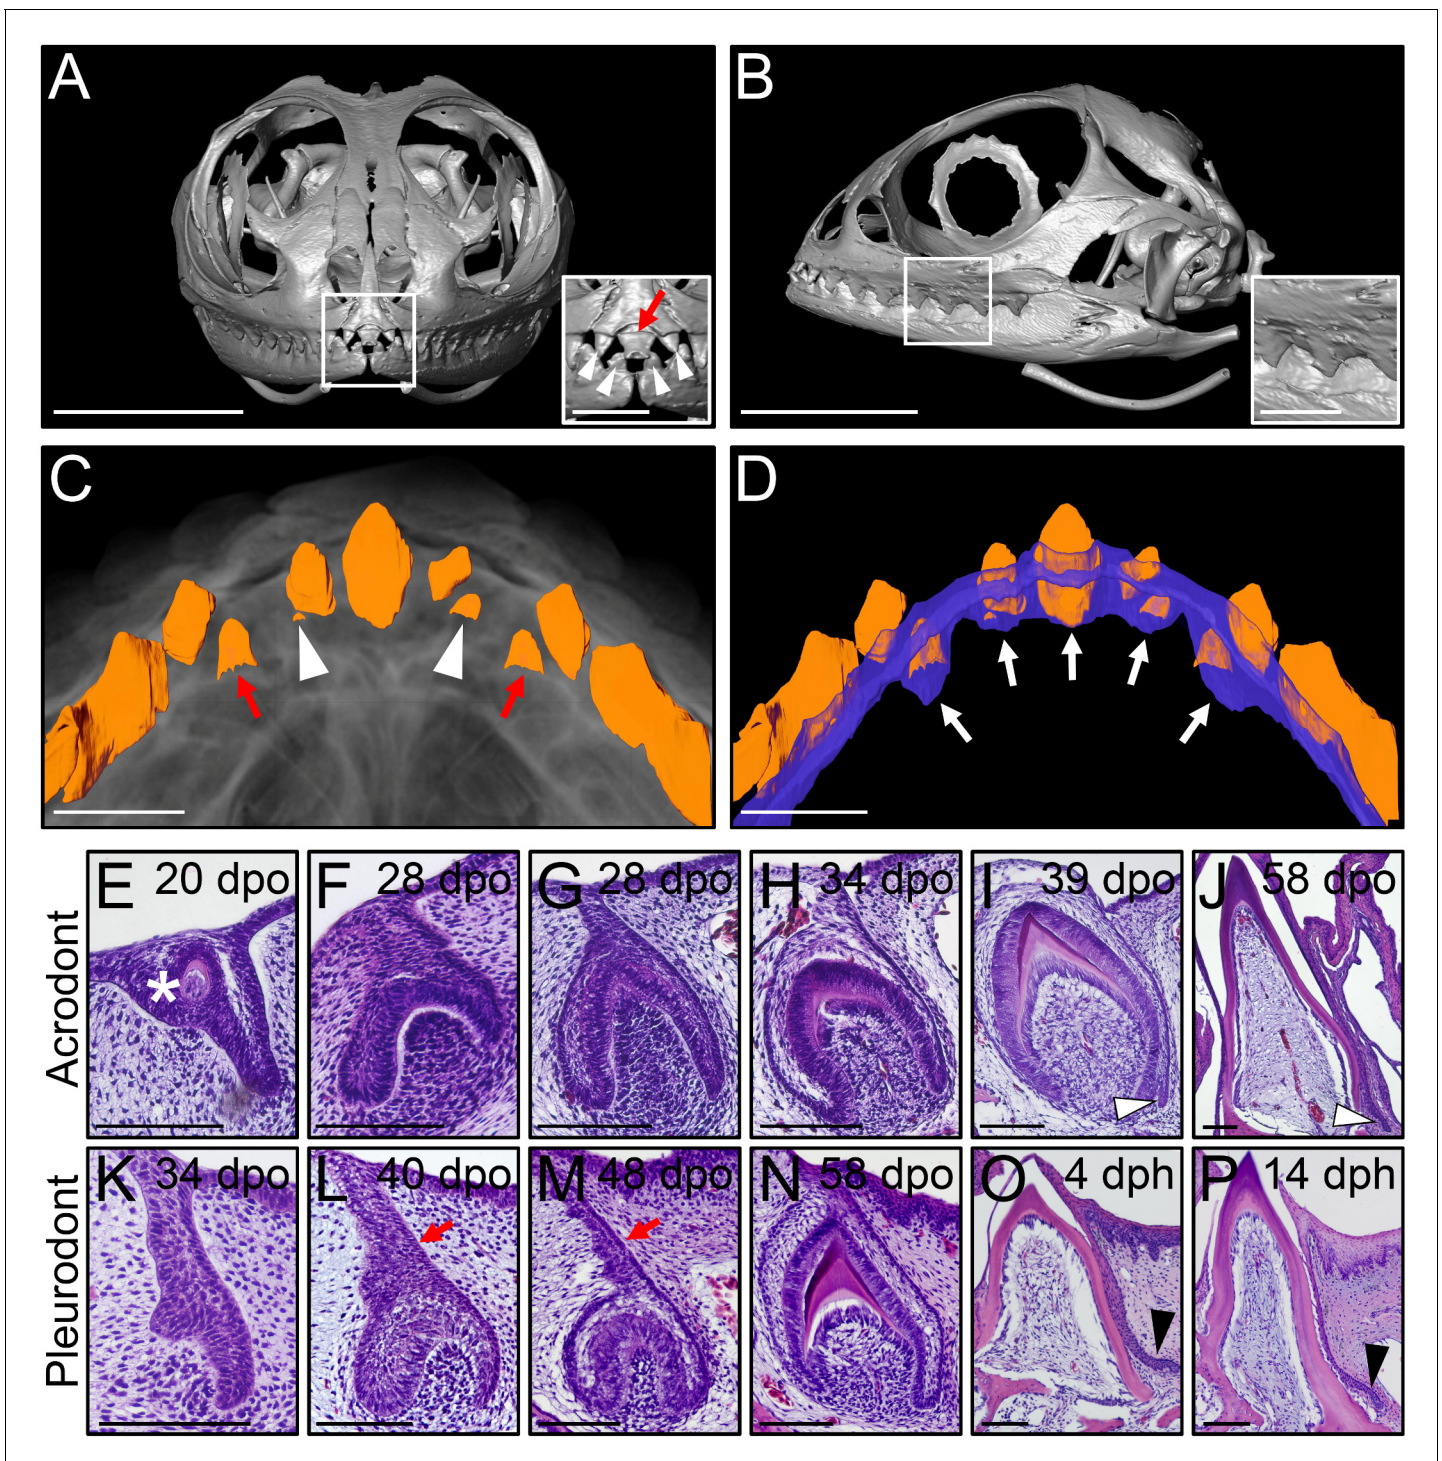 A
B
C
D
Acrodont
E 20 dpo
F 28 dpo
G 28 dpo
H 34 dpo
I 39 dpo
J 58 dpo
Pleurodont
K 34 dpo
L 40 dpo
M 48 dpo
N 58 dpo
O 4 dph
P 14 dph